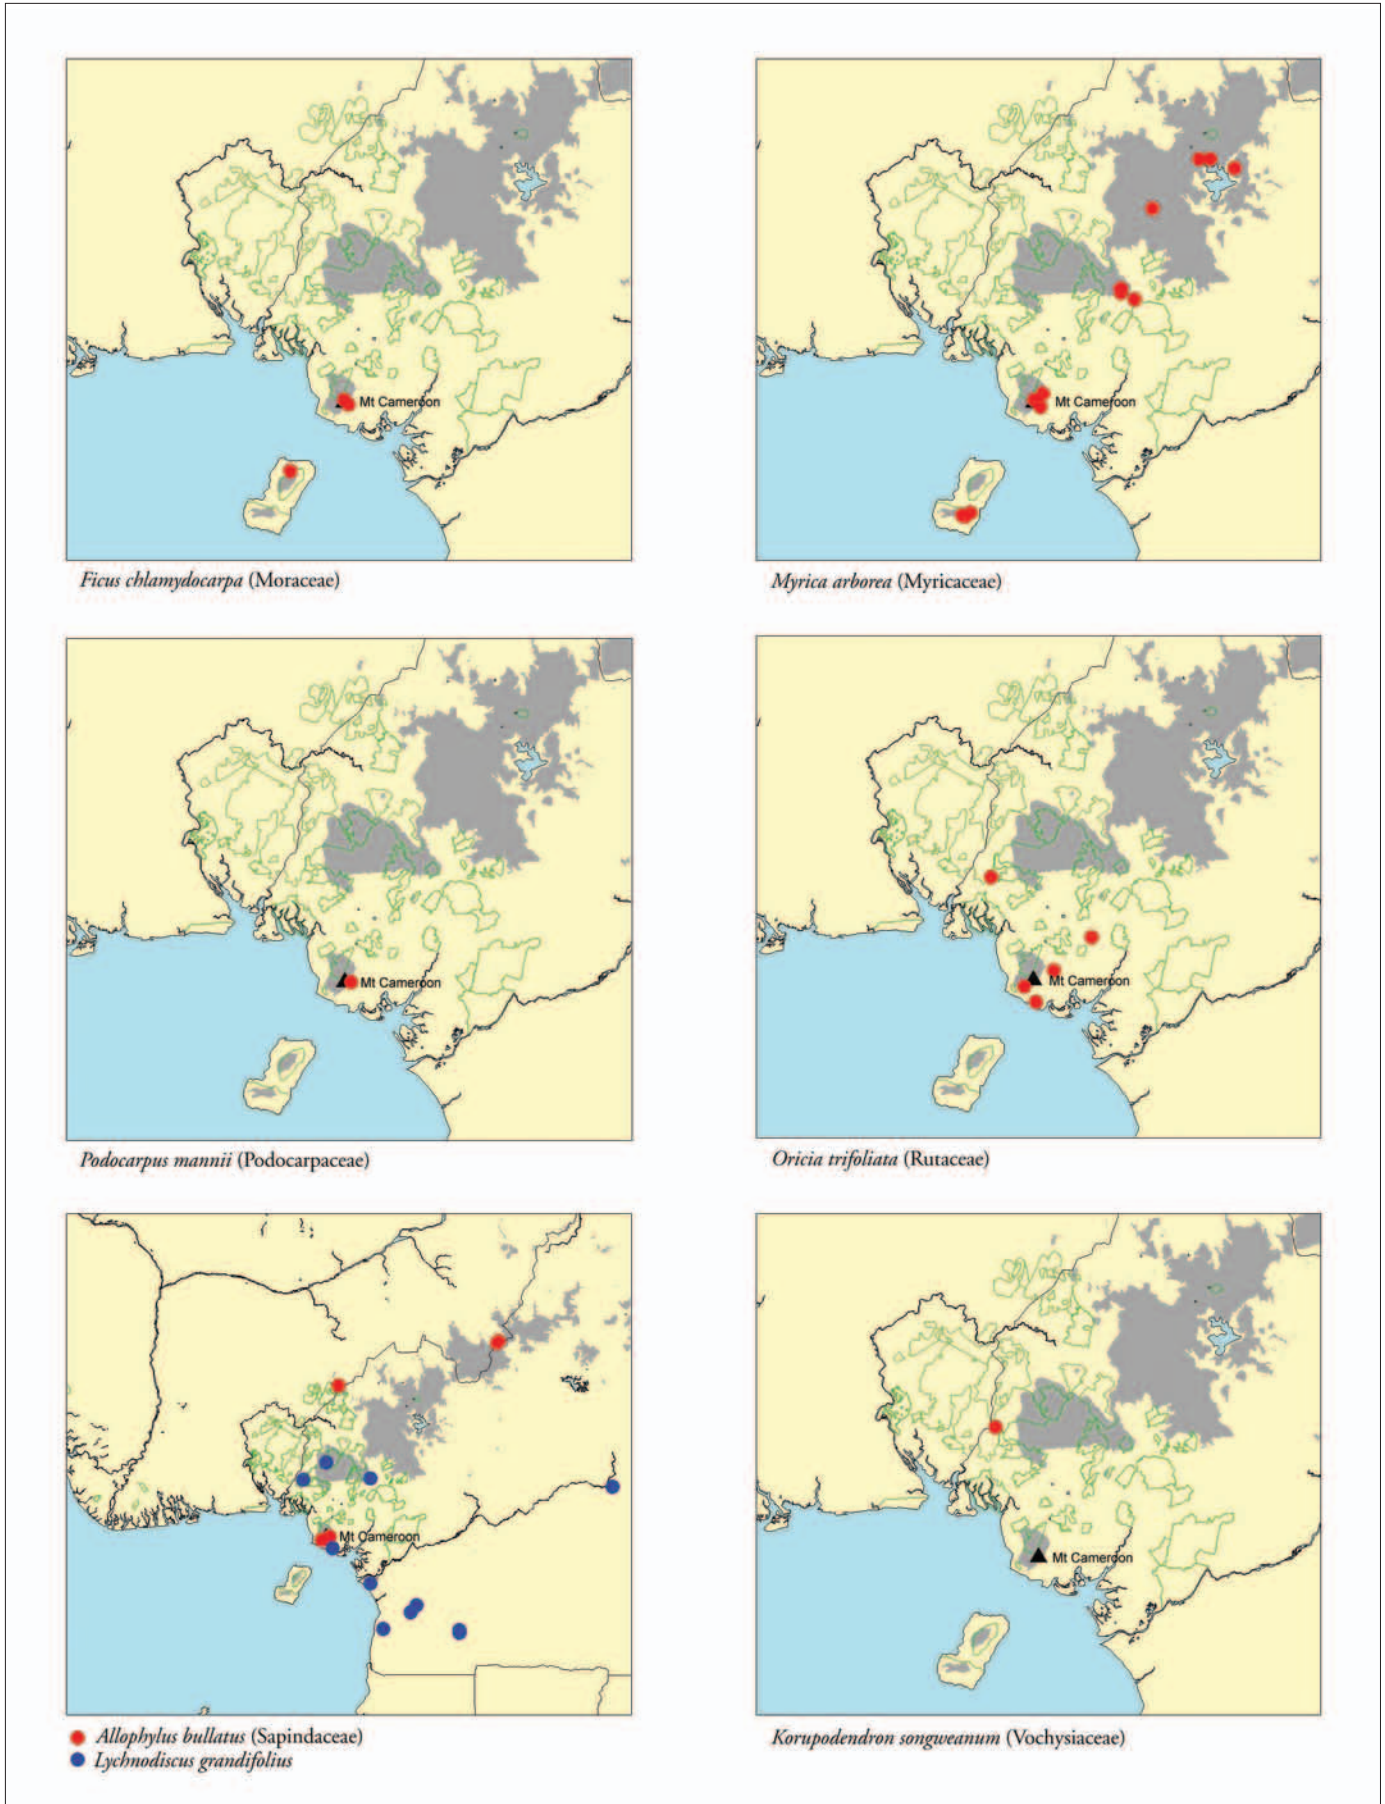 Mt Cameroon
Ficus chlamydocarpa (Moraceae)
Mt Cameroon
Myrica arborea (Myricaceae)
Mt Cameroon
Podocarpus mannii (Podocarpaceae)
Mt Cameroon
Oricia trifoliata (Rutaceae)
Mt Cameroon
Allophylus bullatus (Sapindaceae)
Lychnodiscus grandifolius
Mt Cameroon
Korupodendron songweanum (Vochysiaceae)